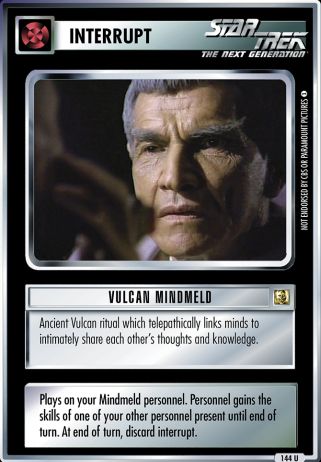 INTERRUPT
STAR TREK
THE NEXT GENERATION
NOT ENDORSED BY CBS OR PARAMOUNT PICTURES
VULCAN MINDMELD
Ancient Vulcan ritual which telepathically links minds to
intimately share each other's thoughts and knowledge.
Plays on your Mindmeld personnel. Personnel gains the
skills of one of your other personnel present until end of
turn. At end of turn, discard interrupt.
144 U